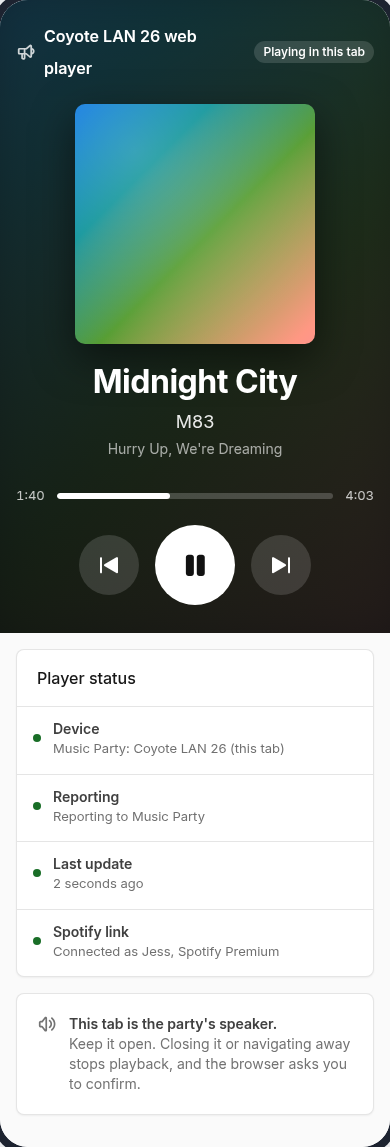 Coyote LAN 26 web
player
Playing in this tab
Midnight City
M83
Hurry Up, We're Dreaming
1:40
4:03
Player status
Device
Music Party: Coyote LAN 26 (this tab)
Reporting
Reporting to Music Party
Last update
2 seconds ago
Spotify link
Connected as Jess, Spotify Premium
This tab is the party's speaker.
Keep it open. Closing it or navigating away
stops playback, and the browser asks you
to confirm.